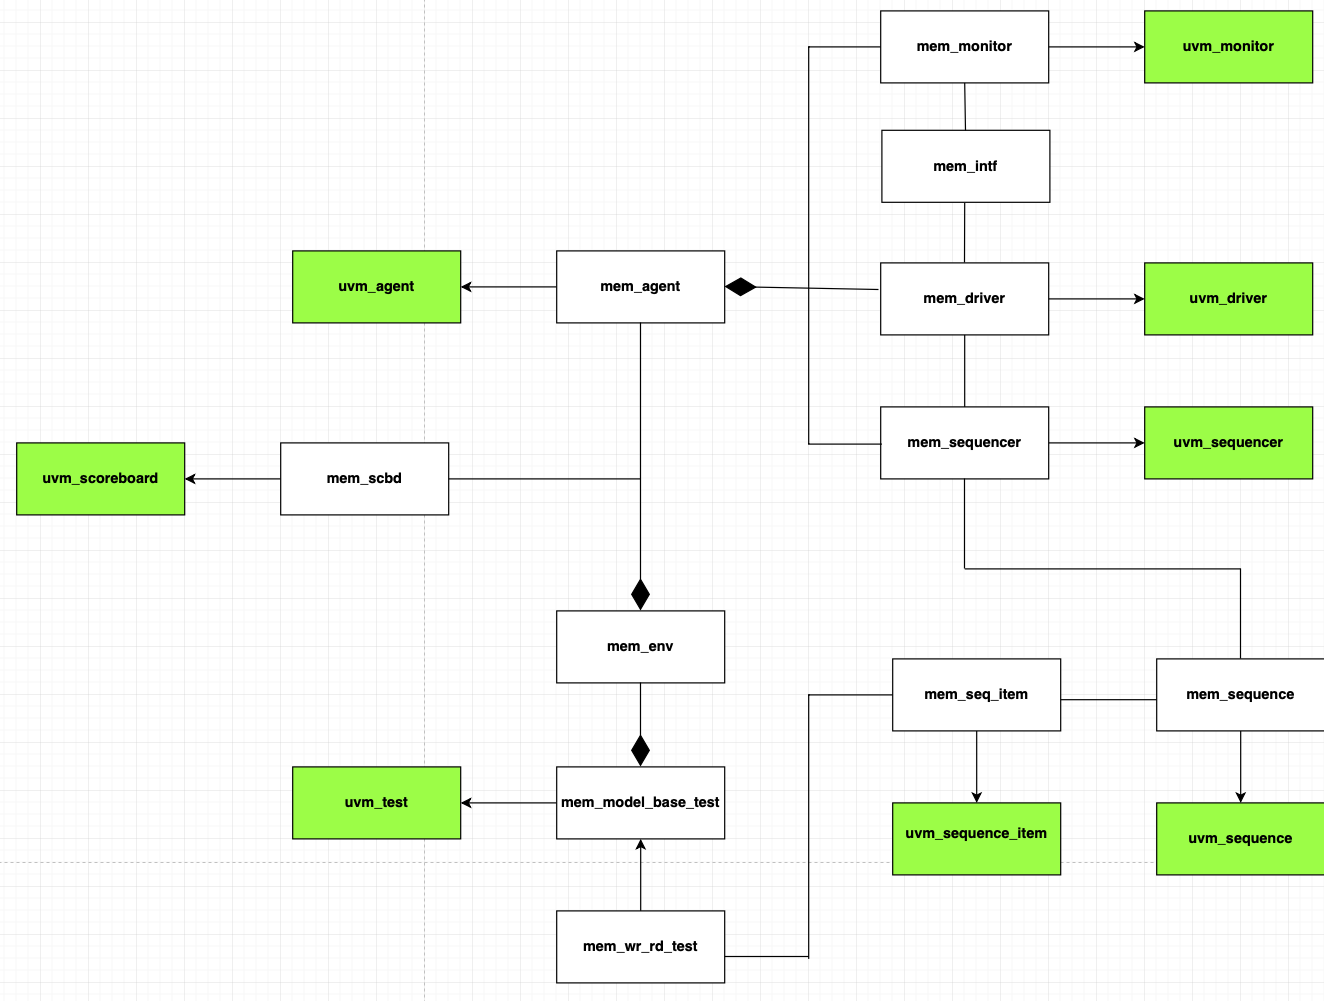 mem_monitor
uvm_monitor
mem_intf
uvm_agent
mem_agent
mem_driver
uvm_driver
uvm_scoreboard
mem_scbd
mem_sequencer
uvm_sequencer
mem_env
mem_seq_item
mem_sequence
uvm_test
mem_model_base_test
uvm_sequence_item
uvm_sequence
mem_wr_rd_test